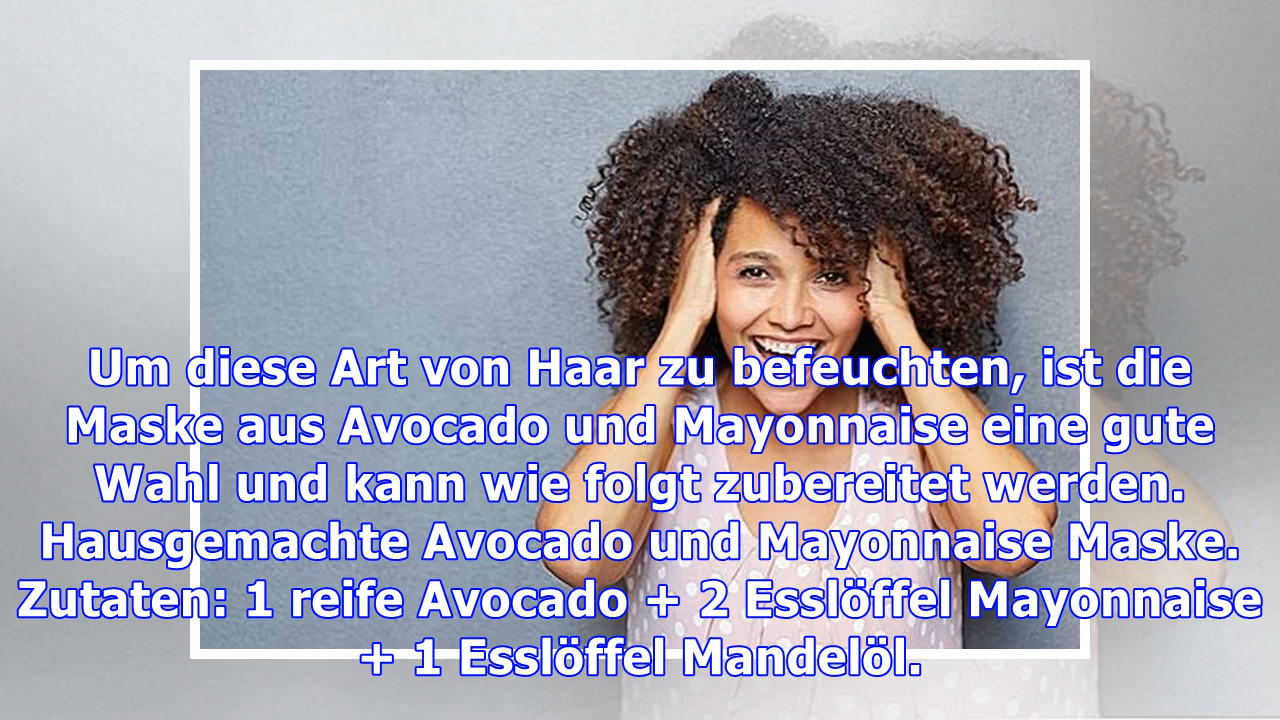 Um diese Art von Haar zu befeuchten, ist die
Maske aus Avocado und Mayonnaise eine gute
Wahl und kann wie folgt zubereitet werden.
Hausgemachte Avocado und Mayonnaise Maske.
Zutaten: 1 reife Avocado + 2 Esslöffel Mayonnaise
+ 1 Esslöffel Mandelöl.